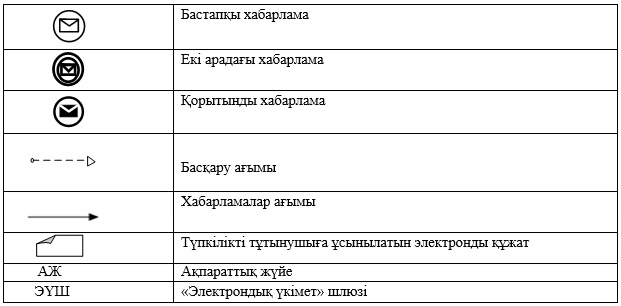 Бастапқы хабарлама
Екі арадағы хабарлама
Қорытынды хабарлама
Басқару ағымы
Хабарламалар ағымы
Түпкілікті тұтынушыға ұсынылатын электронды құжат
АЖ Ақпараттық жүйе
ЭҮШ «Электрондық үкімет» шлюзі